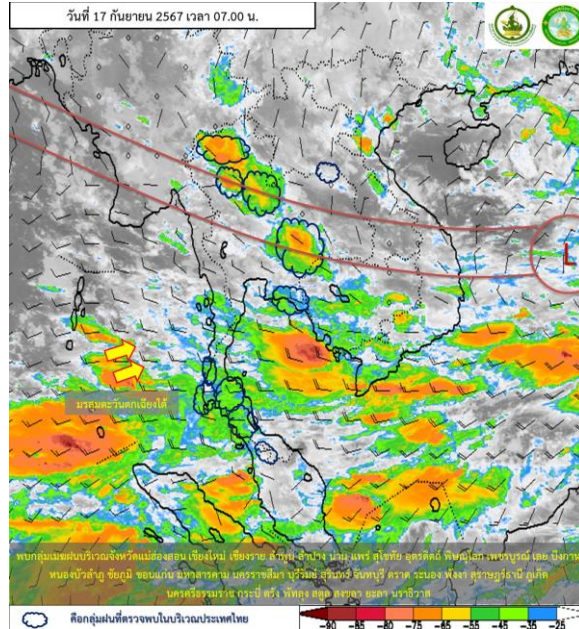 วันที่ 17 กันยายน 2567 เวลา 07.00 น.
L
มรสุมตะวันตกเฉียงใต้
พบกลุ่มเมฆฝนบริเวณจังหวัดแม่ฮ่องสอน เชียงใหม่ เชียงราย ลำพูน ลำปาง น่าน แพร่ สุโขทัย อุตรดิตถ์ พิษณุโลก เพชรบูรณ์ เลย บึงกาฬ
หนองบัวลำภู ชัยภูมิ ขอนแก่น มหาสารคาม นครราชสีมา บุรีรัมย์ สุรินทร์ จันทบุรี ตราด ระนอง พังงา สุราษฎร์ธานี ภูเก็ต
นครศรีธรรมราช กระบี่ ตรัง พัทลุง สตูล สงขลา ยะลา นราธิวาส
คือกลุ่มฝนที่ตรวจพบในบริเวณประเทศไทย
-90 -85 -80 -75 -65 -55 -45 -35 -25